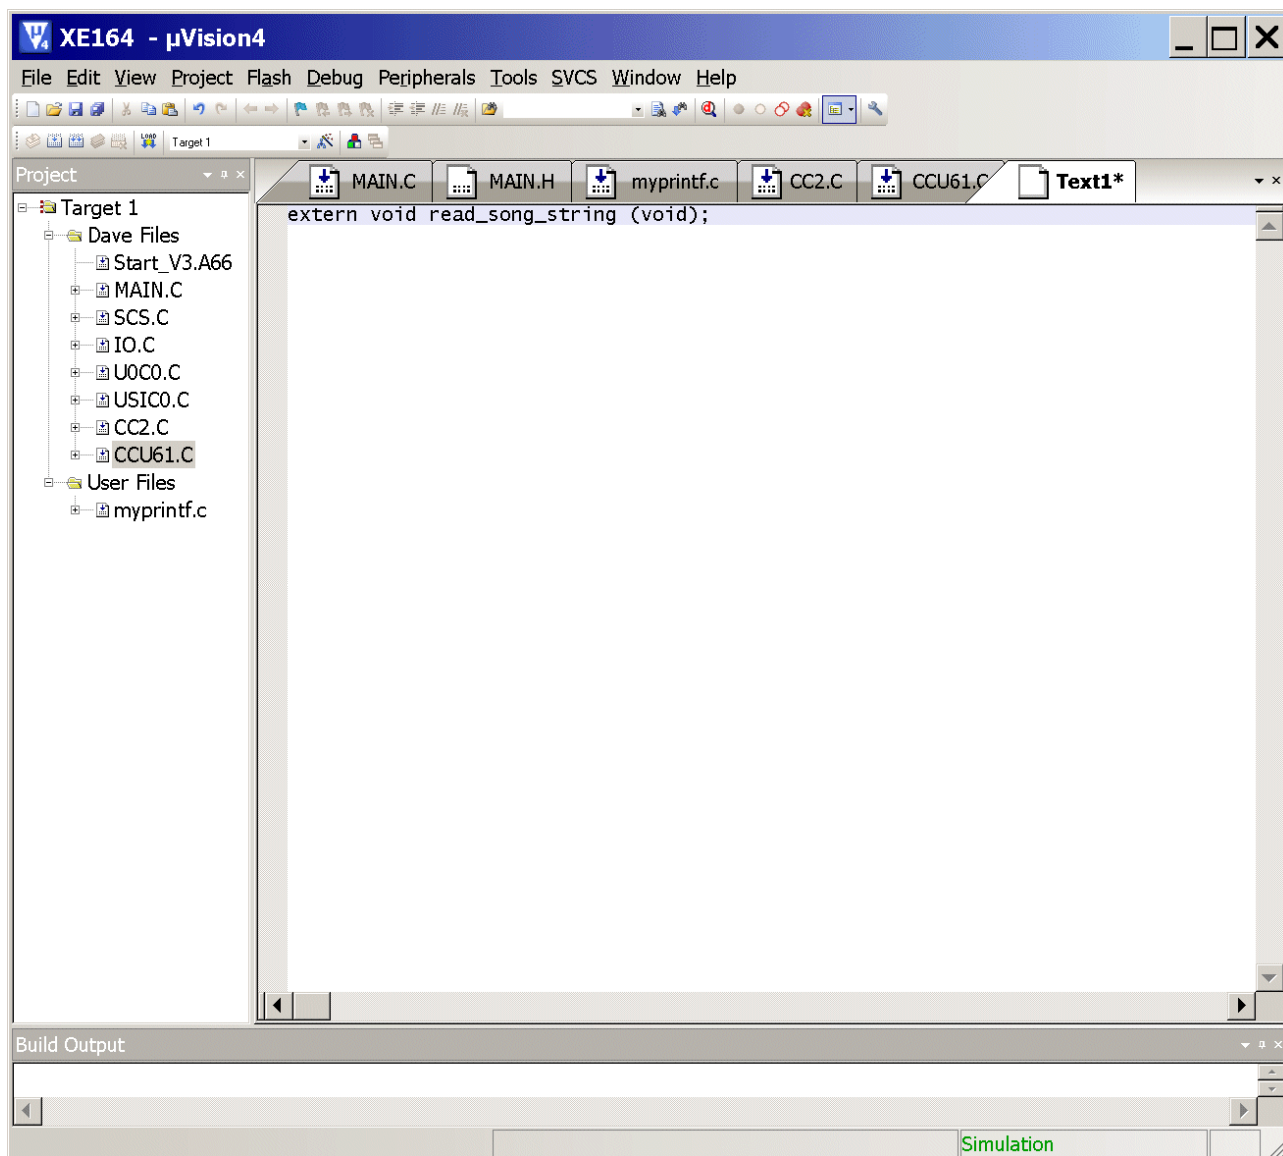 XE164 - µVision4
File Edit View Project Flash Debug Peripherals Tools SVCS Window Help
LOAD Target 1
Project
MAIN.C MAIN.H myprintf.c CC2.C CCU61.C Text1*
Target 1
Dave Files
Start_V3.A66
MAIN.C
SCS.C
IO.C
U0C0.C
USIC0.C
CC2.C
CCU61.C
User Files
myprintf.c
extern void read_song_string (void);
Build Output
Simulation